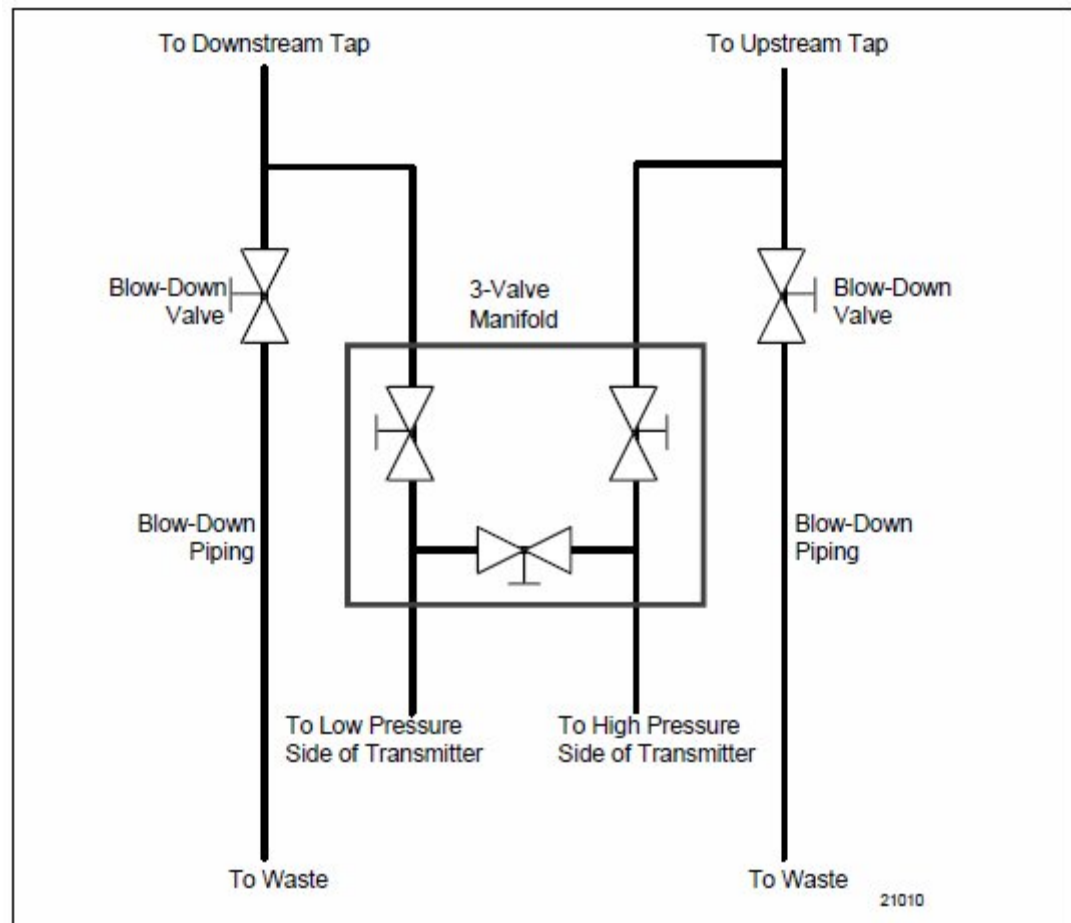 To Downstream Tap
To Upstream Tap
Blow-Down
Valve
3-Valve
Manifold
Blow-Down
Valve
Blow-Down
Piping
Blow-Down
Piping
To Low Pressure
Side of Transmitter
To High Pressure
Side of Transmitter
To Waste
To Waste
21010